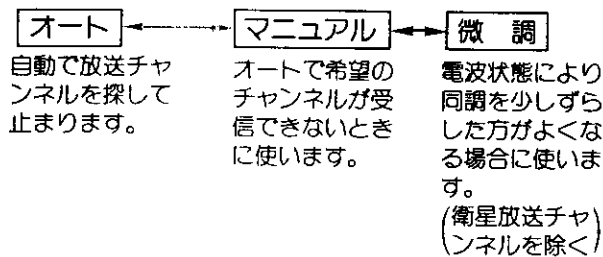 オート
自動で放送チャ
ンネルを探して
止まります。
マニュアル
オートで希望の
チャンネルが受
信できないとき
に使います。
微調
電波状態により
同調を少しずら
した方がよくな
る場合に使いま
す。
(衛星放送チャ
ンネルを除く)